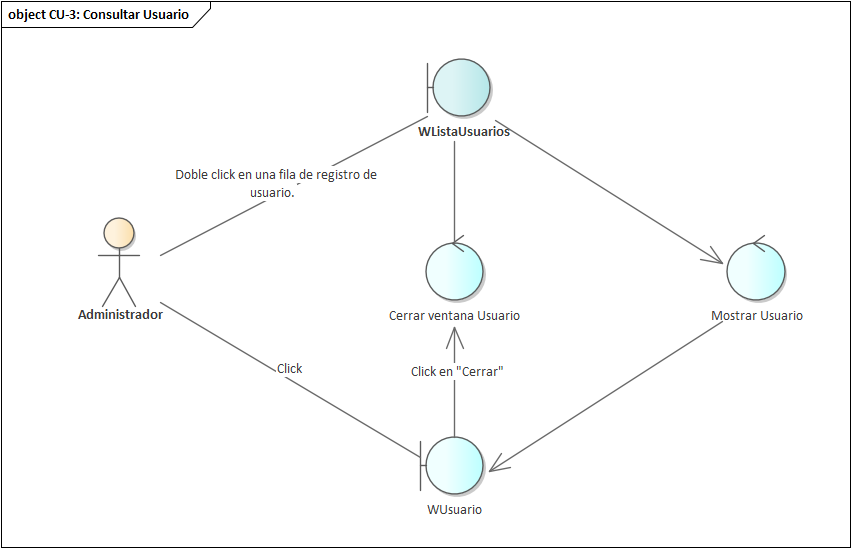 object CU-3: Consultar Usuario
WListaUsuarios
Doble click en una fila de registro de
usuario.
Administrador
Cerrar ventana Usuario
Mostrar Usuario
Click
Click en "Cerrar"
WUsuario